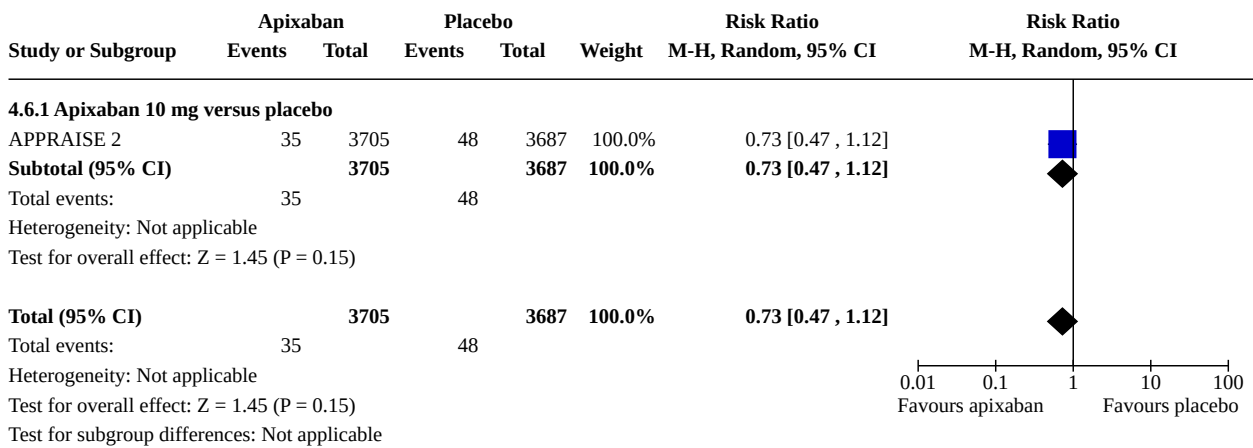 Apixaban Placebo Risk Ratio Risk Ratio
Study or Subgroup Events Total Events Total Weight M-H, Random, 95% CI M-H, Random, 95% CI
4.6.1 Apixaban 10 mg versus placebo
APPRAISE 2 35 3705 48 3687 100.0% 0.73 [0.47 , 1.12]
Subtotal (95% CI) 3705 3687 100.0% 0.73 [0.47 , 1.12]
Total events: 35 48
Heterogeneity: Not applicable
Test for overall effect: Z = 1.45 (P = 0.15)
Total (95% CI) 3705 3687 100.0% 0.73 [0.47 , 1.12]
Total events: 35 48
Heterogeneity: Not applicable
0.01 0.1 1 10 100
Test for overall effect: Z = 1.45 (P = 0.15) Favours apixaban Favours placebo
Test for subgroup differences: Not applicable